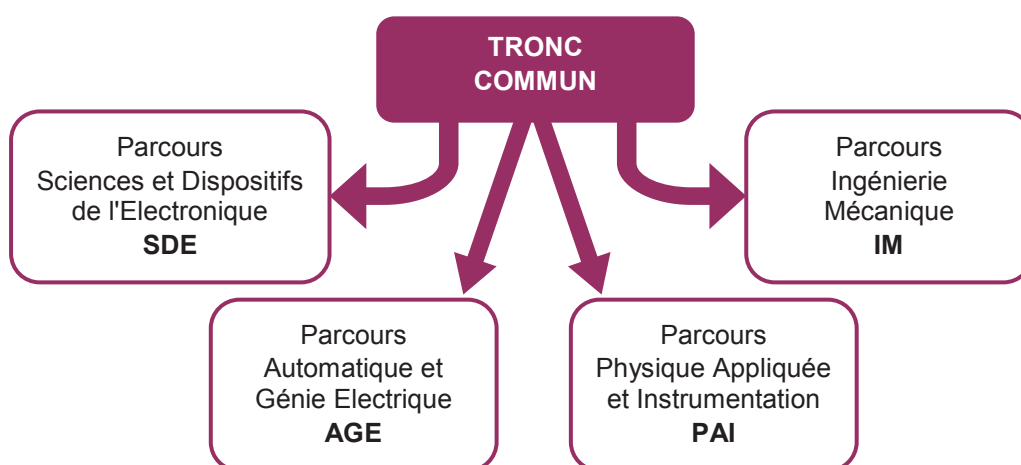 TRONC
COMMUN
Parcours
Sciences et Dispositifs
de l'Electronique
SDE
Parcours
Ingénierie
Mécanique
IM
Parcours
Automatique et
Génie Electrique
AGE
Parcours
Physique Appliquée
et Instrumentation
PAI